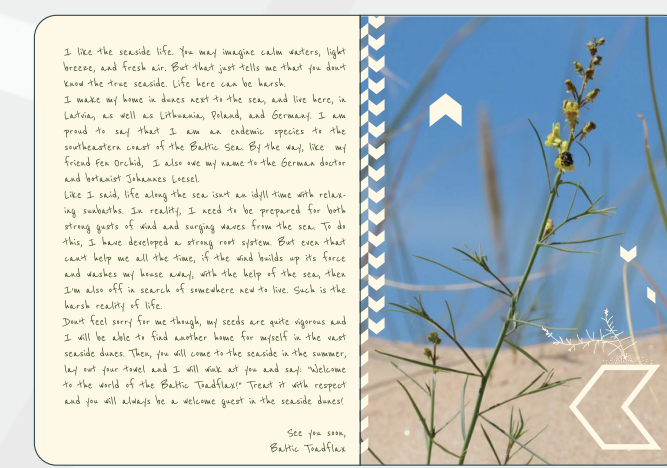 I like the seaside life. You may imagine calm waters, light
breeze, and fresh air. But that just tells me that you don't
know the true seaside. Life here can be harsh.
I make my home in dunes next to the sea, and live here, in
Latvia, as well as Lithuania, Poland, and Germany. I am
proud to say that I am an endemic species to the
southeastern coast of the Baltic Sea. By the way, like my
friend Fen Orchid, I also owe my name to the German doctor
and botanist Johannes Loesel.
Like I said, life along the sea isn't an idyll time with relax-
ing sunbaths. In reality, I need to be prepared for both
strong gusts of wind and surging waves from the sea. To do
this, I have developed a strong root system. But even that
can't help me all the time, if the wind builds up its force
and washes my house away, with the help of the sea, then
I'm also off in search of somewhere new to live. Such is the
harsh reality of life.
Don't feel sorry for me though, my seeds are quite vigorous and
I will be able to find another home for myself in the vast
seaside dunes. Then, you will come to the seaside in the summer,
lay out your towel and I will wink at you and say: "Welcome
to the world of the Baltic Toadflax!" Treat it with respect
and you will always be a welcome guest in the seaside dunes!
See you soon,
Baltic Toadflax